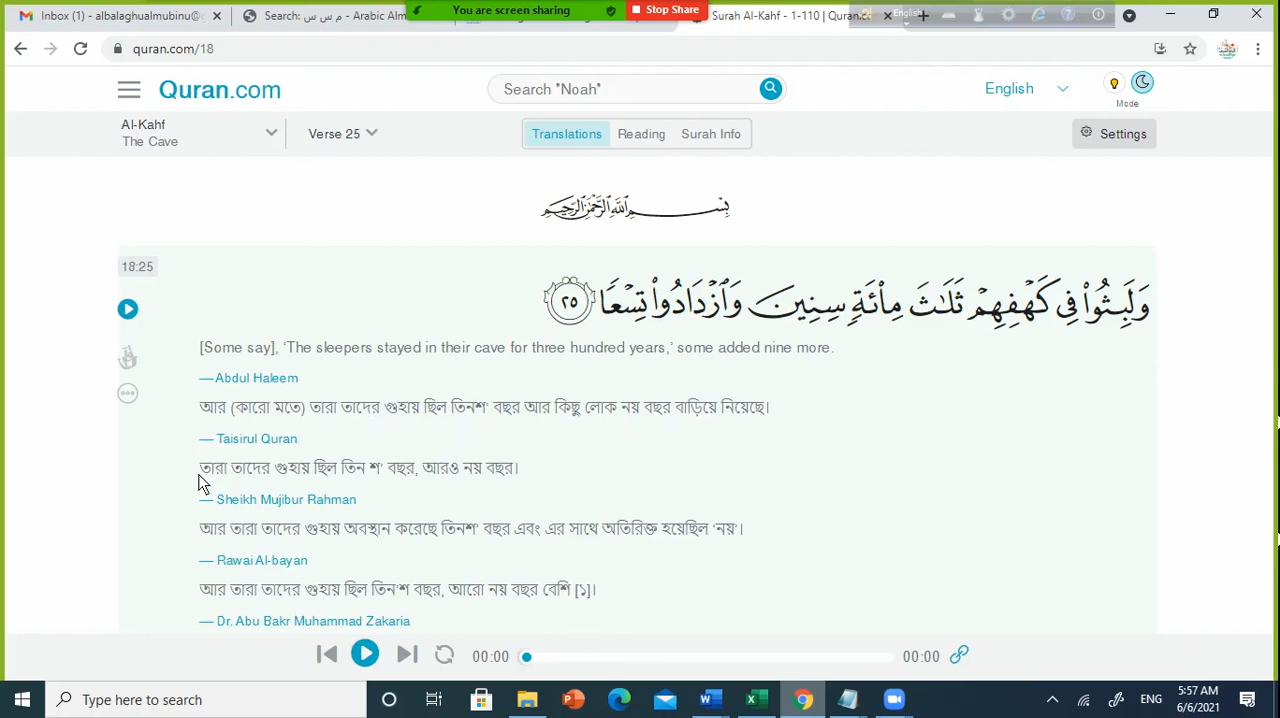 You are screen sharing
Stop Share
Inbox (1) - albalaghualmubinu@g
Search: م س س - Arabic Alm
Surah Al-Kahf - 1-110 | Quran.c
English
quran.com/18
Quran.com
Search "Noah"
English
Mode
Al-Kahf
The Cave
Verse 25
Translations
Reading
Surah Info
Settings
بِسْمِ ٱللَّهِ ٱلرَّحْمَٰنِ ٱلرَّحِيمِ
18:25
وَلَبِثُوا۟ فِى كَهْفِهِمْ ثَلَٰثَ مِا۟ئَةٍ سِنِينَ وَٱزْدَادُوا۟ تِسْعًا ٢٥
[Some say], ‘The sleepers stayed in their cave for three hundred years,’ some added nine more.
— Abdul Haleem
আর (কারো মতে) তারা তাদের গুহায় ছিল তিনশ’ বছর আর কিছু লোক নয় বছর বাড়িয়ে নিয়েছে।
— Taisirul Quran
তারা তাদের গুহায় ছিল তিন শ’ বছর, আরও নয় বছর।
— Sheikh Mujibur Rahman
আর তারা তাদের গুহায় অবস্থান করেছে তিনশ’ বছর এবং এর সাথে অতিরিক্ত হয়েছিল ‘নয়’।
— Rawai Al-bayan
আর তারা তাদের গুহায় ছিল তিন‘শ বছর, আরো নয় বছর বেশি [১]।
— Dr. Abu Bakr Muhammad Zakaria
00:00
00:00
Type here to search
ENG
5:57 AM
6/6/2021